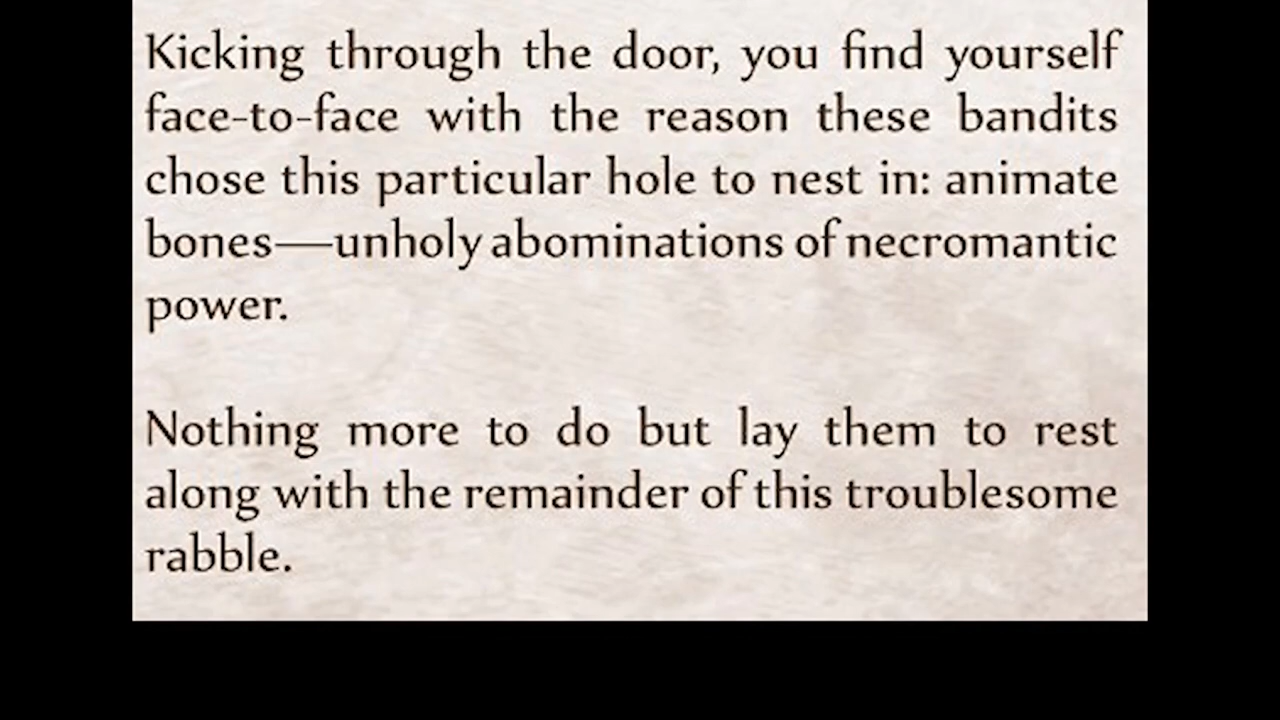 Kicking through the door, you find yourself
face-to-face with the reason these bandits
chose this particular hole to nest in: animate
bones—unholy abominations of necromantic
power.
Nothing more to do but lay them to rest
along with the remainder of this troublesome
rabble.